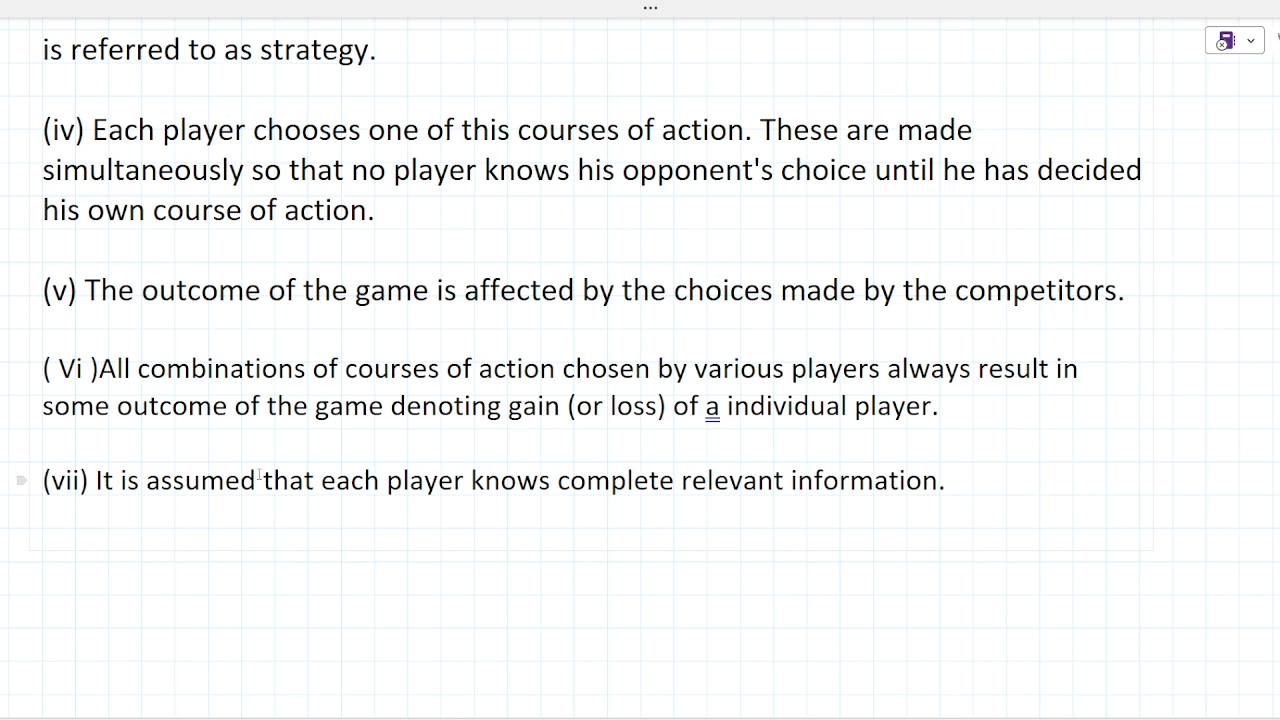 is referred to as strategy.
(iv) Each player chooses one of this courses of action. These are made
simultaneously so that no player knows his opponent's choice until he has decided
his own course of action.
(v) The outcome of the game is affected by the choices made by the competitors.
( Vi )All combinations of courses of action chosen by various players always result in
some outcome of the game denoting gain (or loss) of a individual player.
(vii) It is assumed that each player knows complete relevant information.